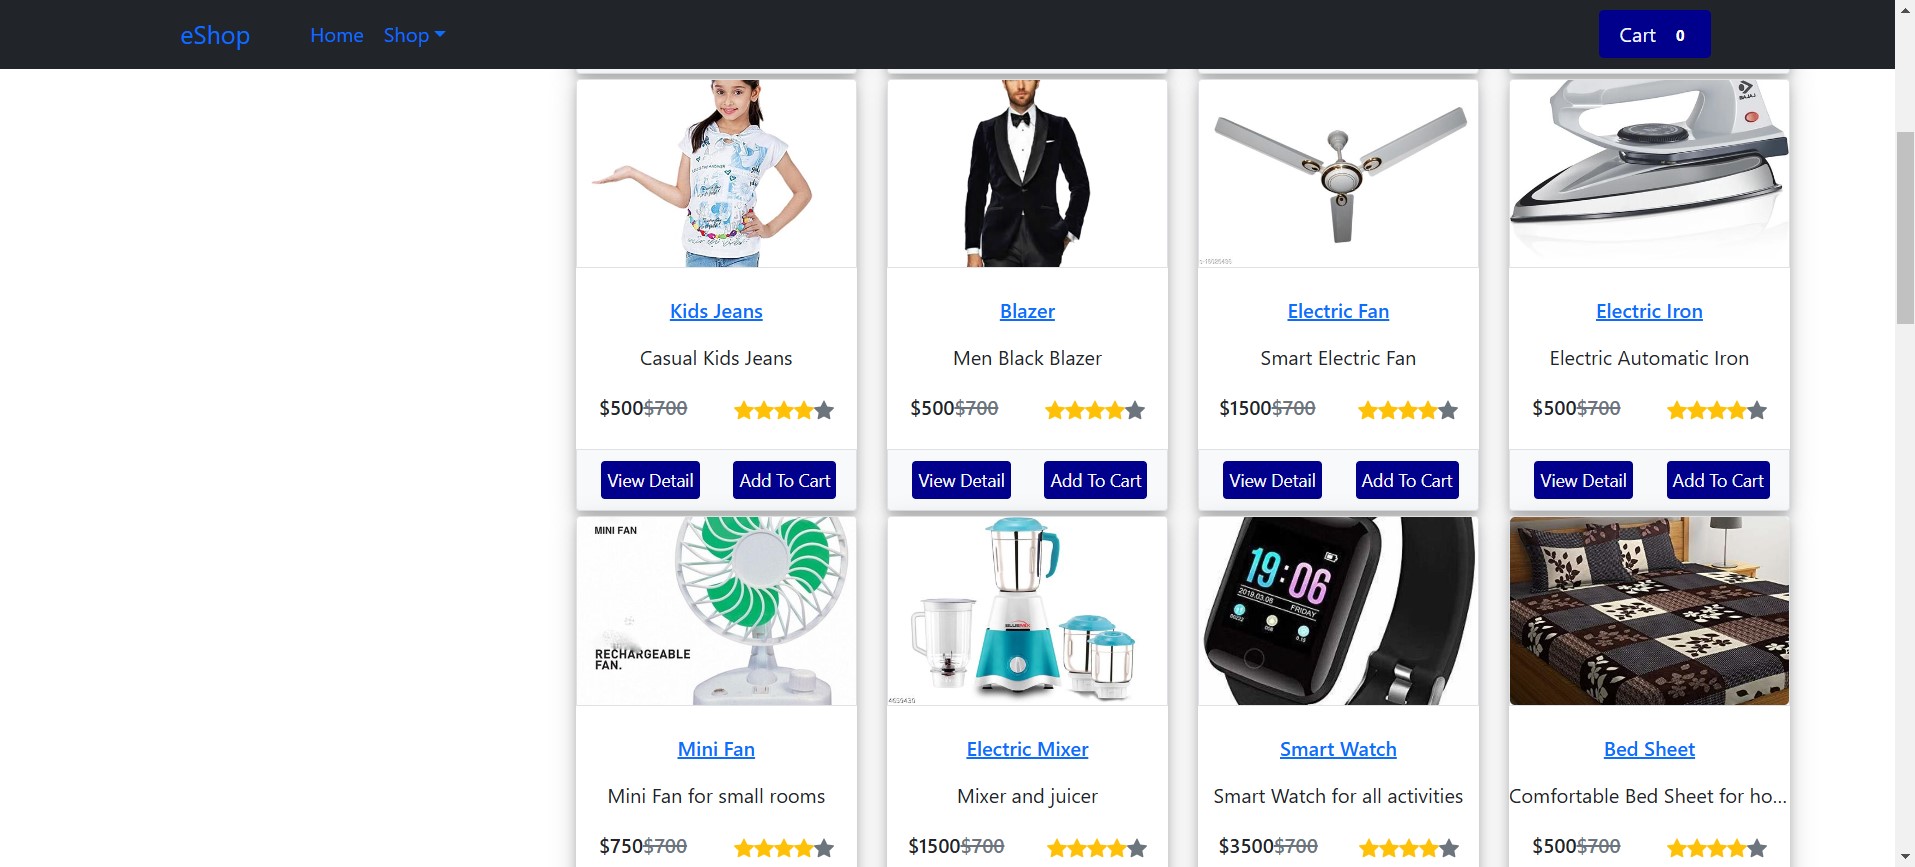 eShop Home Shop Cart 0
BAJAJ
Kids Jeans Blazer Electric Fan Electric Iron
Casual Kids Jeans Men Black Blazer Smart Electric Fan Electric Automatic Iron
$500$700 $500$700 $1500$700 $500$700
View Detail Add To Cart View Detail Add To Cart View Detail Add To Cart View Detail Add To Cart
MINI FAN
19:06
2019.03.06 FRIDAY
RECHARGEABLE
FAN.
Mini Fan Electric Mixer Smart Watch Bed Sheet
Mini Fan for small rooms Mixer and juicer Smart Watch for all activities Comfortable Bed Sheet for ho...
$750$700 $1500$700 $3500$700 $500$700